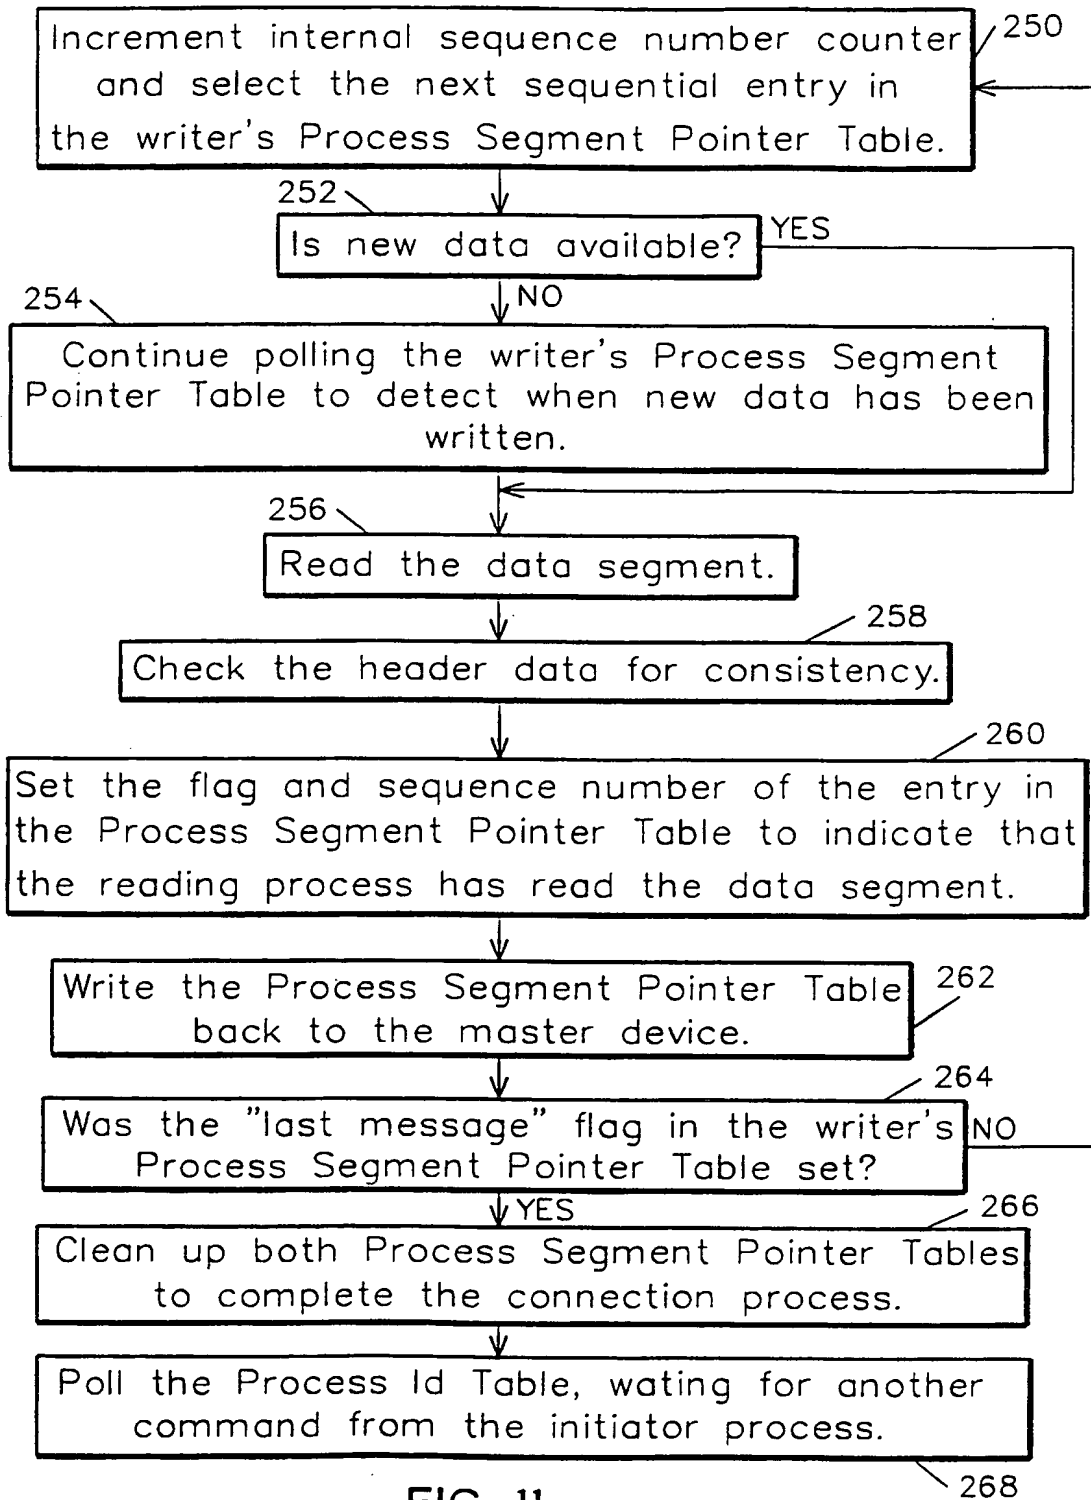 Increment internal sequence number counter
and select the next sequential entry in
the writer's Process Segment Pointer Table.
250
252
Is new data available?
YES
NO
254
Continue polling the writer's Process Segment
Pointer Table to detect when new data has been
written.
256
Read the data segment.
258
Check the header data for consistency.
260
Set the flag and sequence number of the entry in
the Process Segment Pointer Table to indicate that
the reading process has read the data segment.
Write the Process Segment Pointer Table
back to the master device.
262
264
Was the "last message" flag in the writer's
Process Segment Pointer Table set?
NO
YES
266
Clean up both Process Segment Pointer Tables
to complete the connection process.
Poll the Process Id Table, wating for another
command from the initiator process.
268
FIG. 11